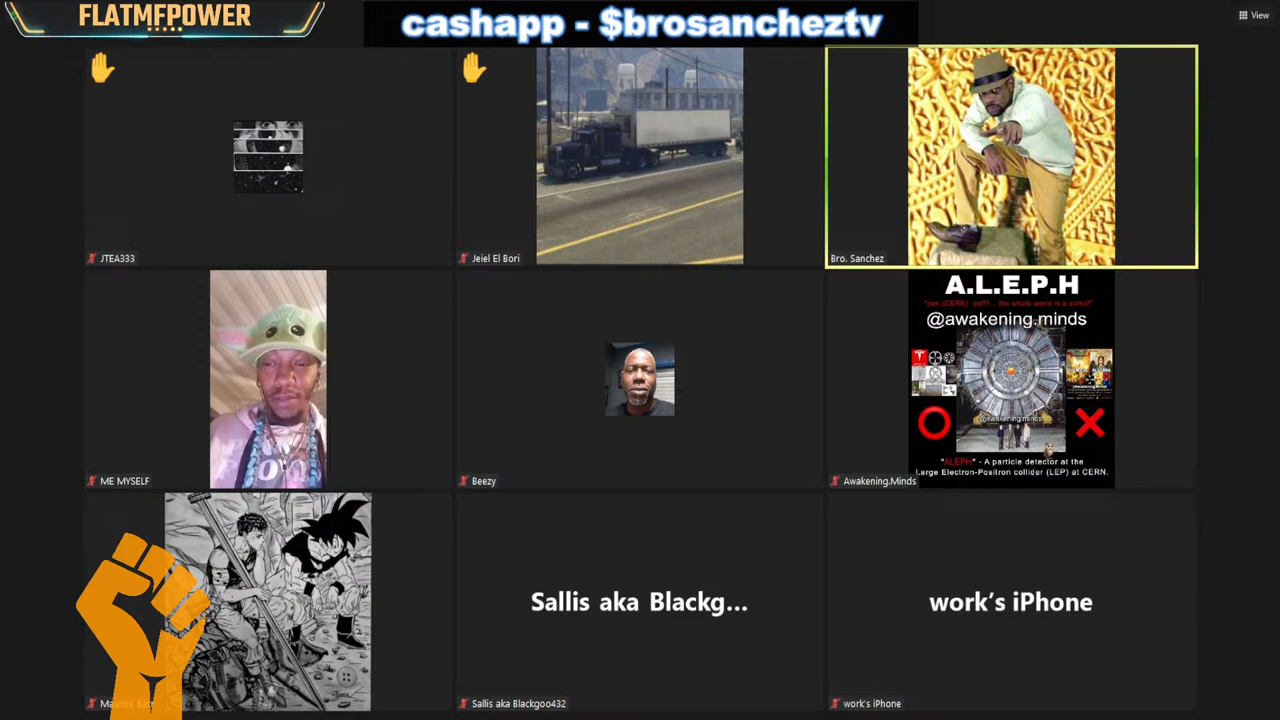 FLATMFPOWER
cashapp - $brosancheztv
View
JTEA333
Jeiel El Bori
Bro. Sanchez
A.L.E.P.H
@awakening.minds
@awakening.minds
"ALEPH" - A particle detector at the
Large Electron-Positron collider (LEP) at CERN.
ME MYSELF
Beezy
Awakening.Minds
Sallis aka Blackg...
work's iPhone
Sallis aka Blackgoo432
work's iPhone